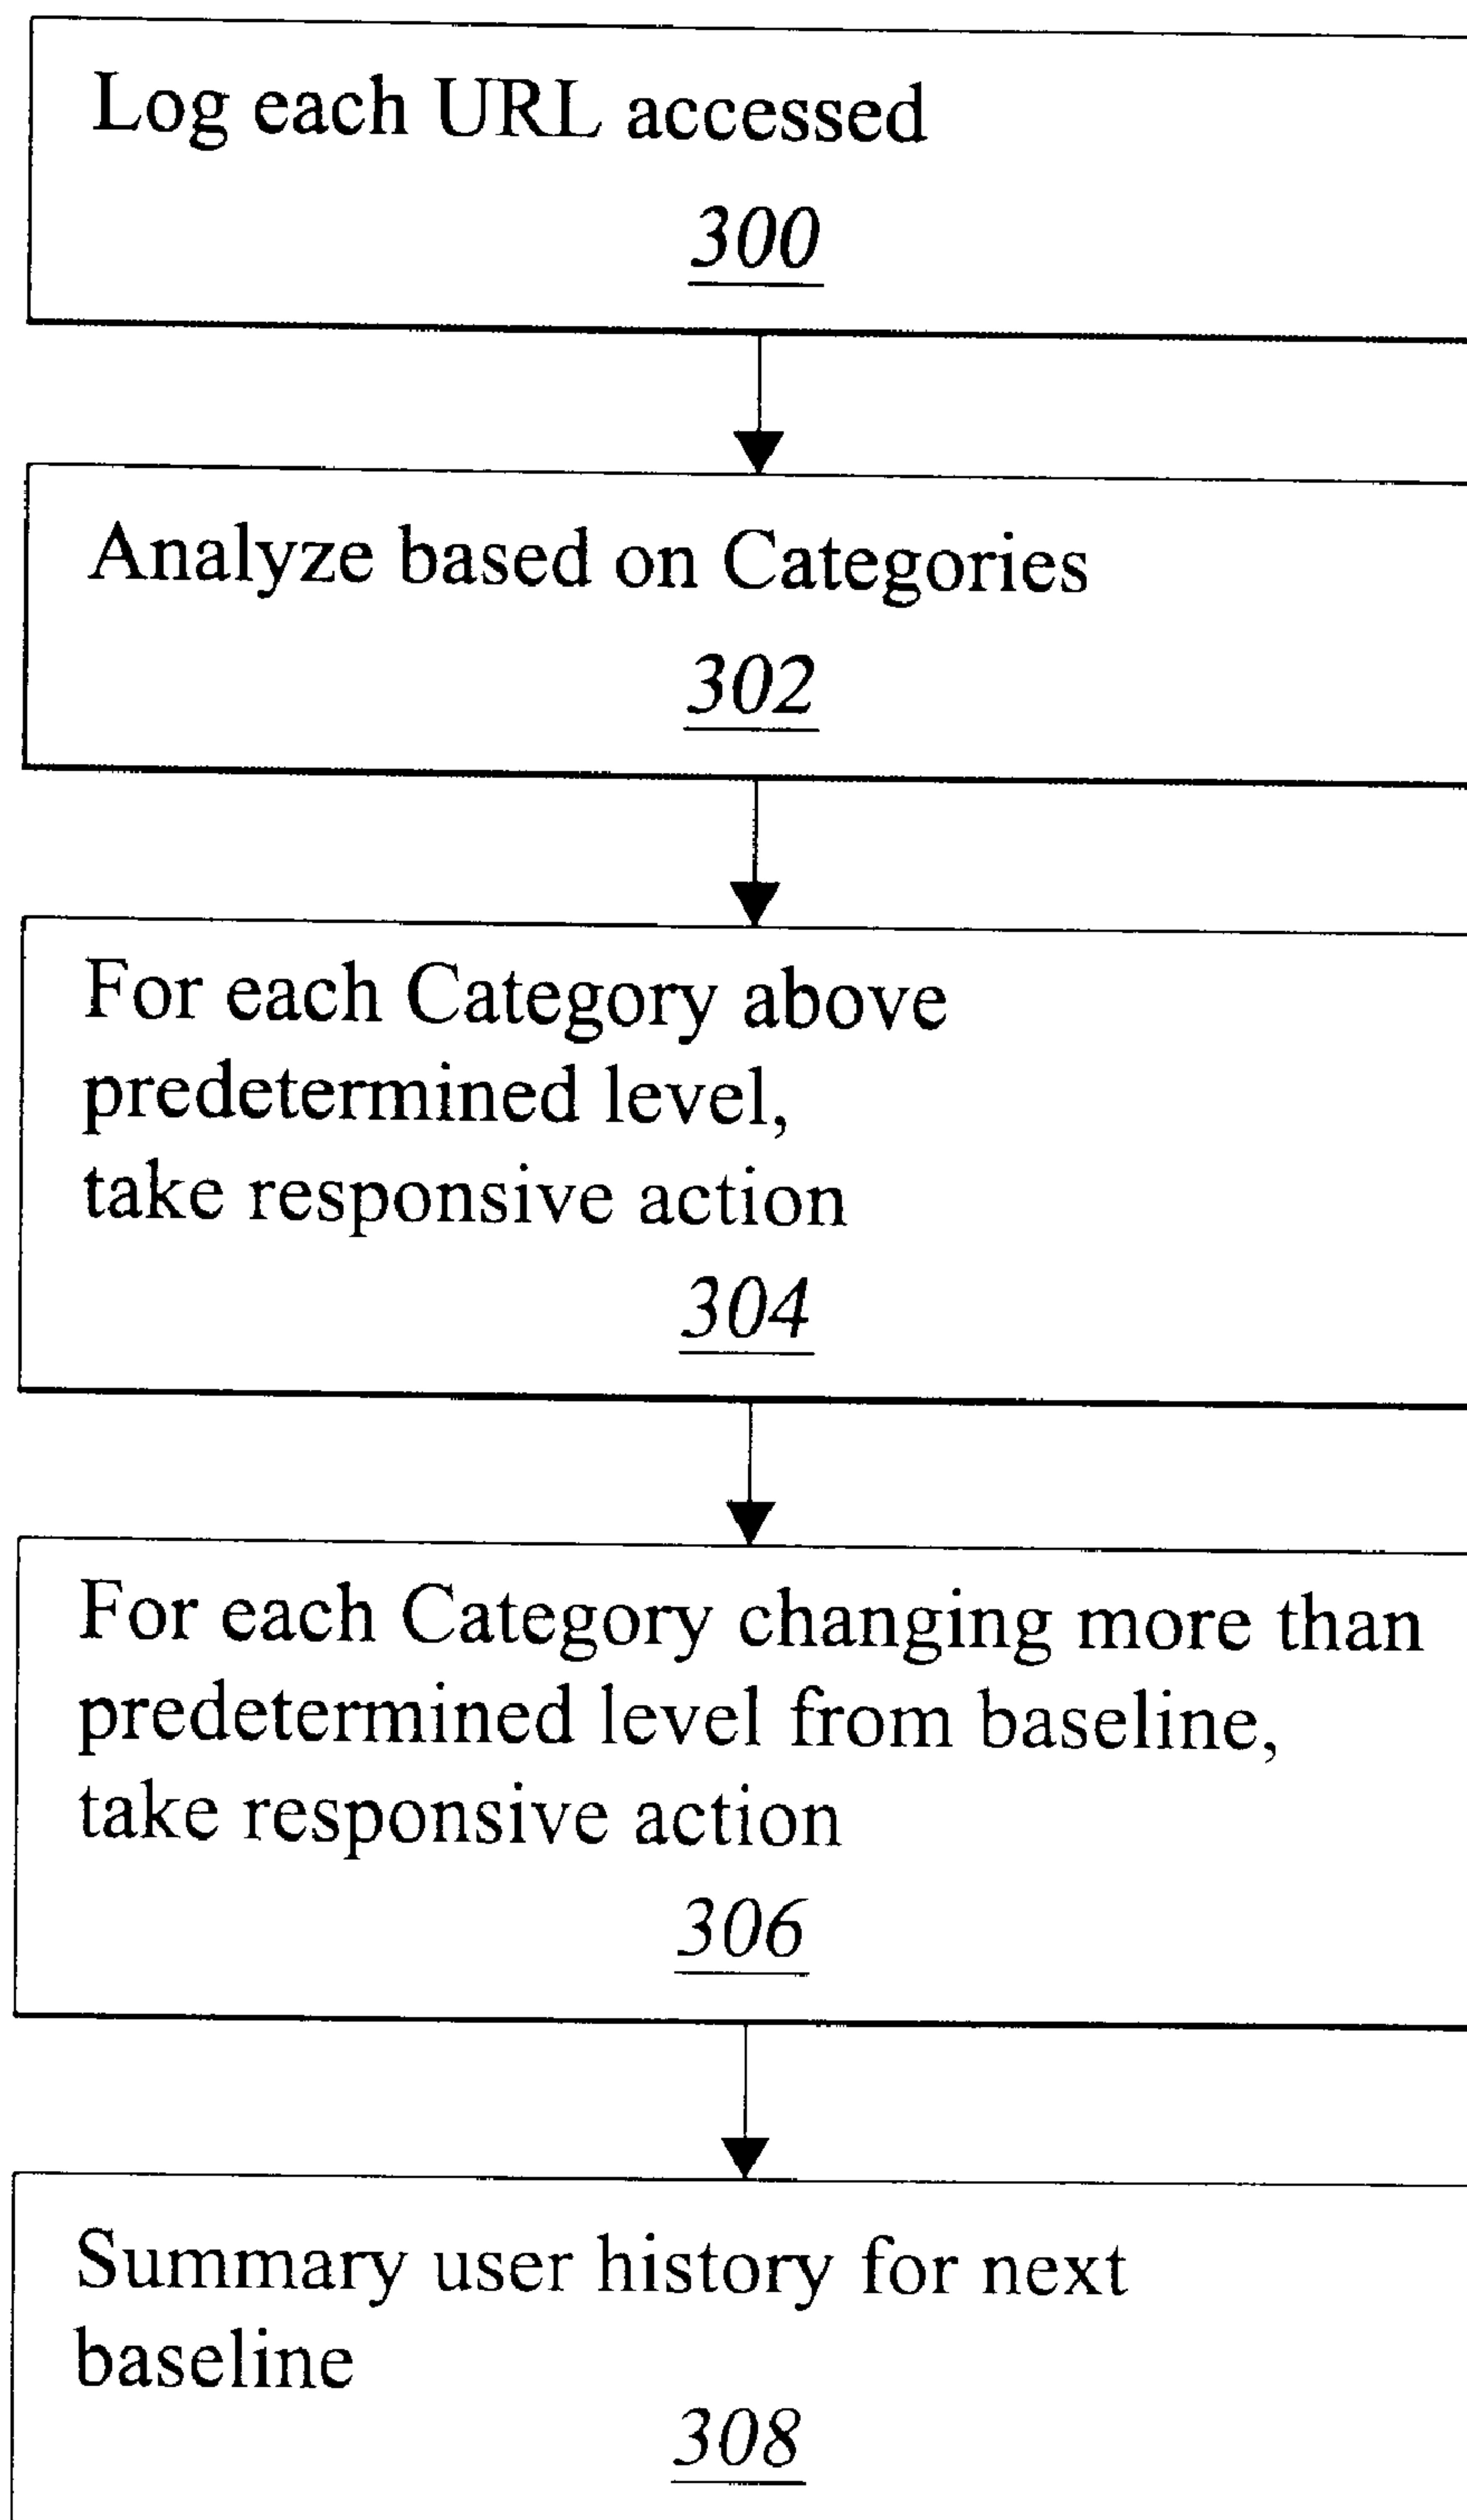 Log each URL accessed
300
Analyze based on Categories
302
For each Category above
predetermined level,
take responsive action
304
For each Category changing more than
predetermined level from baseline,
take responsive action
306
Summary user history for next
baseline
308